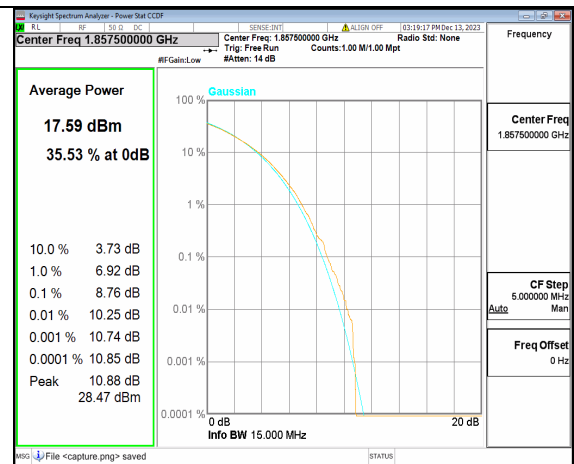 Keysight Spectrum Analyzer - Power Stat CCDF
RL RF 50 Ω DC SENSE:INT ALIGN OFF 03:19:17 PM Dec 13, 2023
Center Freq 1.857500000 GHz
Center Freq: 1.857500000 GHz Radio Std: None
Trig: Free Run Counts:1.00 M/1.00 Mpt
#IFGain:Low #Atten: 14 dB
Frequency
Average Power
17.59 dBm
35.53 % at 0dB
10.0 % 3.73 dB
1.0 % 6.92 dB
0.1 % 8.76 dB
0.01 % 10.25 dB
0.001 % 10.74 dB
0.0001 % 10.85 dB
Peak 10.88 dB
28.47 dBm
Gaussian
100 %
10 %
1 %
0.1 %
0.01 %
0.001 %
0.0001 %
0 dB 20 dB
Info BW 15.000 MHz
Center Freq
1.857500000 GHz
CF Step
5.000000 MHz
Auto Man
Freq Offset
0 Hz
MSG File <capture.png> saved STATUS